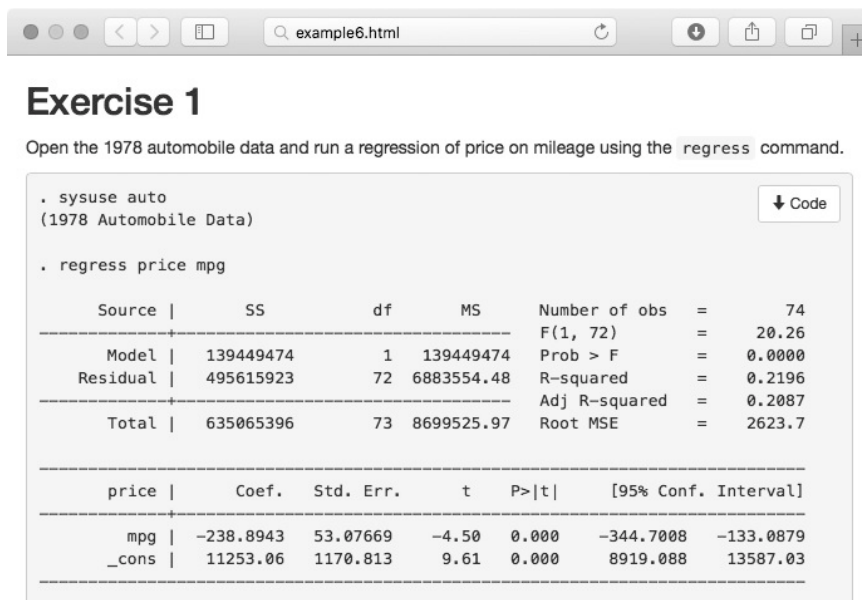 example6.html
Exercise 1
Open the 1978 automobile data and run a regression of price on mileage using the regress command.
Code
. sysuse auto
(1978 Automobile Data)
. regress price mpg
Source | SS df MS Number of obs = 74
F(1, 72) = 20.26
Model | 139449474 1 139449474 Prob > F = 0.0000
Residual | 495615923 72 6883554.48 R-squared = 0.2196
Adj R-squared = 0.2087
Total | 635065396 73 8699525.97 Root MSE = 2623.7
price | Coef. Std. Err. t P>|t| [95% Conf. Interval]
mpg | -238.8943 53.07669 -4.50 0.000 -344.7008 -133.0879
_cons | 11253.06 1170.813 9.61 0.000 8919.088 13587.03